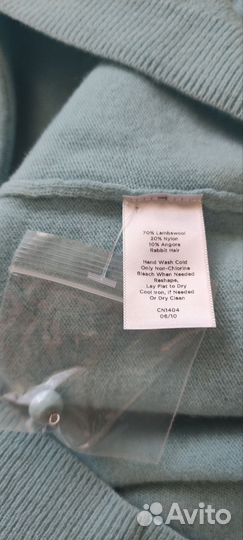 70% Lambswool
20% Nylon
10% Angora
Rabbit Hair
Hand Wash Cold
Only Non-Chlorine
Bleach When Needed
Reshape,
Lay Flat to Dry
Cool Iron, if Needed
Or Dry Clean
CN1404
06/10
Avito